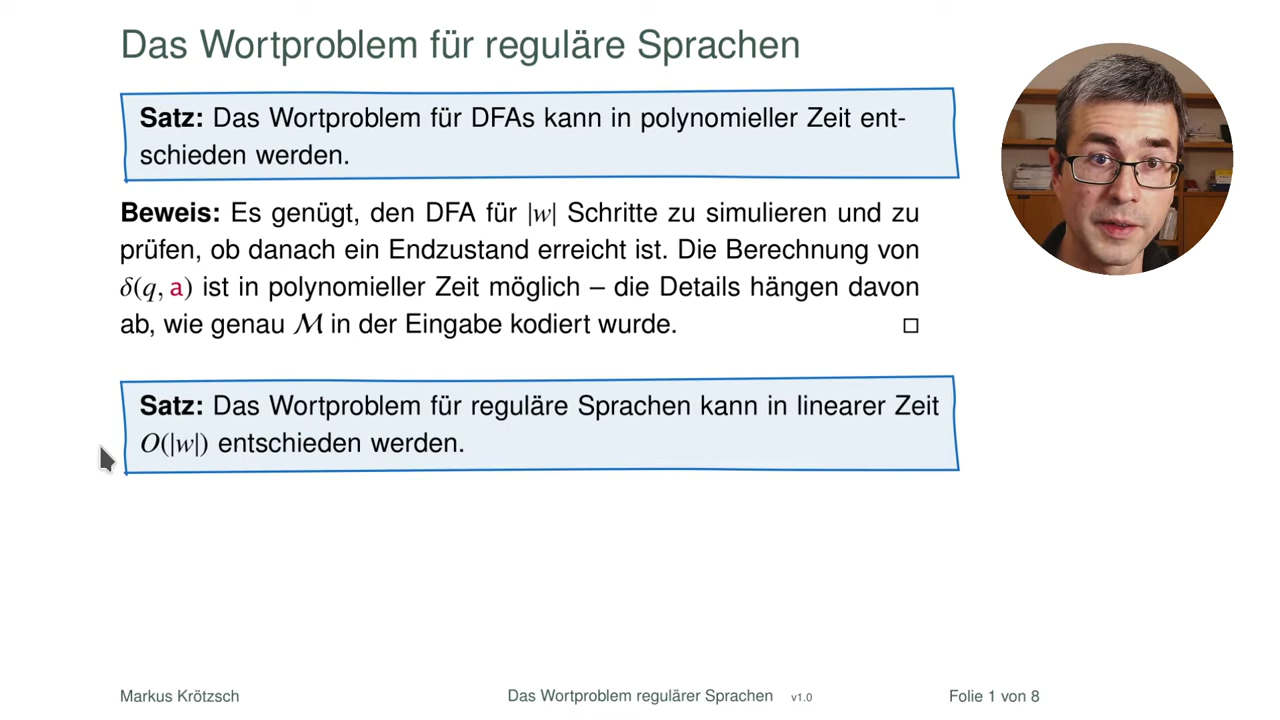 Das Wortproblem für reguläre Sprachen
Satz: Das Wortproblem für DFAs kann in polynomieller Zeit ent-
schieden werden.
Beweis: Es genügt, den DFA für |w| Schritte zu simulieren und zu
prüfen, ob danach ein Endzustand erreicht ist. Die Berechnung von
δ(q, a) ist in polynomieller Zeit möglich – die Details hängen davon
ab, wie genau ℳ in der Eingabe kodiert wurde. □
Satz: Das Wortproblem für reguläre Sprachen kann in linearer Zeit
O(|w|) entschieden werden.
Markus Krötzsch Das Wortproblem regulärer Sprachen v1.0 Folie 1 von 8